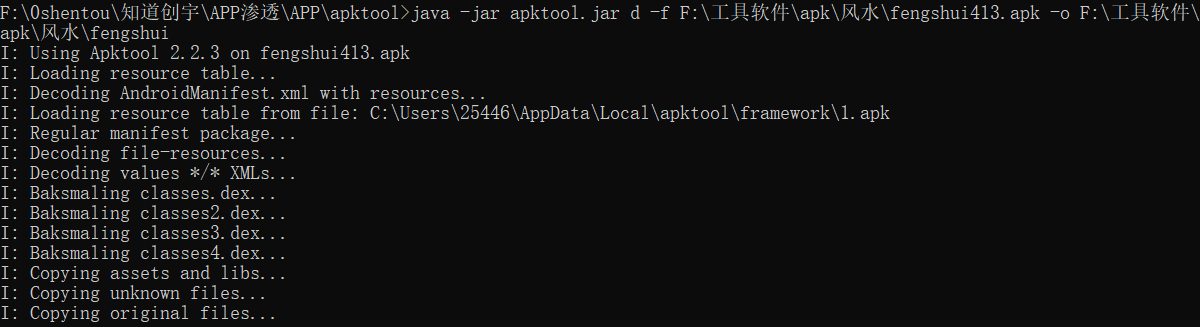 F:\0shentou\知道创宇\APP渗透\APP\apktool>java -jar apktool.jar d -f F:\工具软件\apk\风水\fengshui413.apk -o F:\工具软件\
apk\风水\fengshui
I: Using Apktool 2.2.3 on fengshui413.apk
I: Loading resource table...
I: Decoding AndroidManifest.xml with resources...
I: Loading resource table from file: C:\Users\25446\AppData\Local\apktool\framework\1.apk
I: Regular manifest package...
I: Decoding file-resources...
I: Decoding values */* XMLs...
I: Baksmaling classes.dex...
I: Baksmaling classes2.dex...
I: Baksmaling classes3.dex...
I: Baksmaling classes4.dex...
I: Copying assets and libs...
I: Copying unknown files...
I: Copying original files...